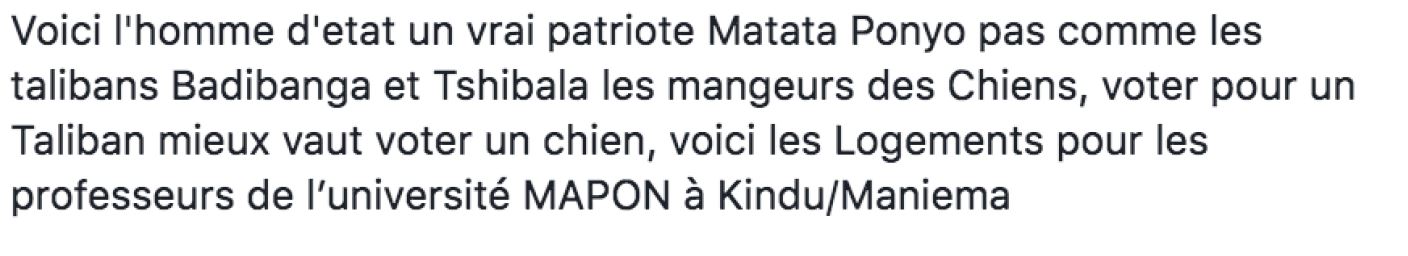 Voici l'homme d'etat un vrai patriote Matata Ponyo pas comme les
talibans Badibanga et Tshibala les mangeurs des Chiens, voter pour un
Taliban mieux vaut voter un chien, voici les Logements pour les
professeurs de l’université MAPON à Kindu/Maniema